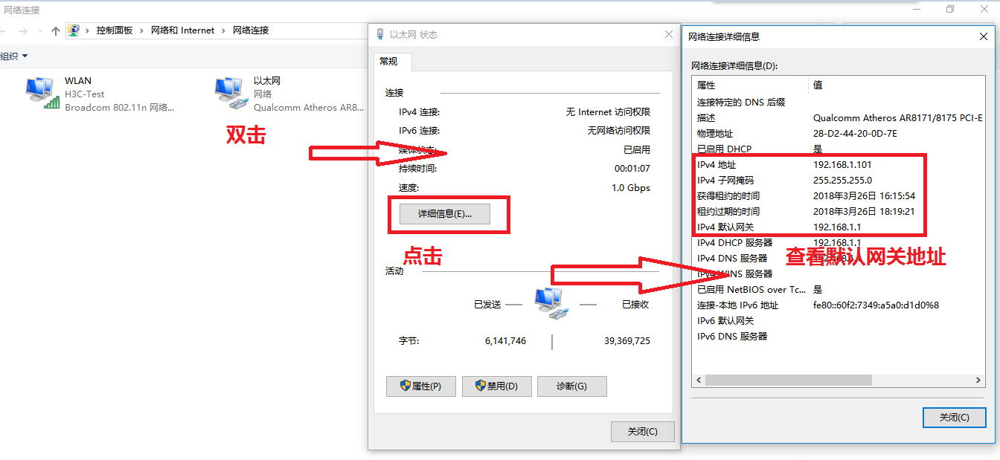 网络连接
控制面板 › 网络和 Internet › 网络连接
组织
WLAN
H3C-Test
Broadcom 802.11n 网络...
以太网
网络
Qualcomm Atheros AR8...
双击
以太网 状态
常规
连接
IPv4 连接: 无 Internet 访问权限
IPv6 连接: 无网络访问权限
媒体状态: 已启用
持续时间: 00:01:07
速度: 1.0 Gbps
详细信息(E)...
点击
活动
已发送 已接收
字节: 6,141,746 39,369,725
属性(P) 禁用(D) 诊断(G)
关闭(C)
网络连接详细信息
网络连接详细信息(D):
属性 值
连接特定的 DNS 后缀
描述 Qualcomm Atheros AR8171/8175 PCI-E
物理地址 28-D2-44-20-0D-7E
已启用 DHCP 是
IPv4 地址 192.168.1.101
IPv4 子网掩码 255.255.255.0
获得租约的时间 2018年3月26日 16:15:54
租约过期的时间 2018年3月26日 18:19:21
IPv4 默认网关 192.168.1.1
IPv4 DHCP 服务器 192.168.1.1
IPv4 DNS 服务器
查看默认网关地址
IPv4 WINS 服务器
已启用 NetBIOS over Tc... 是
连接-本地 IPv6 地址 fe80::60f2:7349:a5a0:d1d0%8
IPv6 默认网关
IPv6 DNS 服务器
关闭(C)